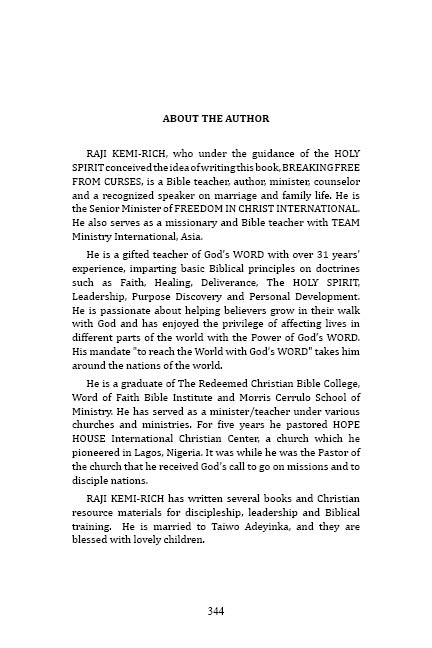 ABOUT THE AUTHOR
RAJI KEMI-RICH, who under the guidance of the HOLY
SPIRIT conceived the idea of writing this book, BREAKING FREE
FROM CURSES, is a Bible teacher, author, minister, counselor
and a recognized speaker on marriage and family life. He is
the Senior Minister of FREEDOM IN CHRIST INTERNATIONAL.
He also serves as a missionary and Bible teacher with TEAM
Ministry International, Asia.
He is a gifted teacher of God's WORD with over 31 years'
experience, imparting basic Biblical principles on doctrines
such as Faith, Healing, Deliverance, The HOLY SPIRIT,
Leadership, Purpose Discovery and Personal Development.
He is passionate about helping believers grow in their walk
with God and has enjoyed the privilege of affecting lives in
different parts of the world with the Power of God's WORD.
His mandate "to reach the World with God's WORD" takes him
around the nations of the world.
He is a graduate of The Redeemed Christian Bible College,
Word of Faith Bible Institute and Morris Cerrulo School of
Ministry. He has served as a minister/teacher under various
churches and ministries. For five years he pastored HOPE
HOUSE International Christian Center, a church which he
pioneered in Lagos, Nigeria. It was while he was the Pastor of
the church that he received God's call to go on missions and to
disciple nations.
RAJI KEMI-RICH has written several books and Christian
resource materials for discipleship, leadership and Biblical
training. He is married to Taiwo Adeyinka, and they are
blessed with lovely children.
344